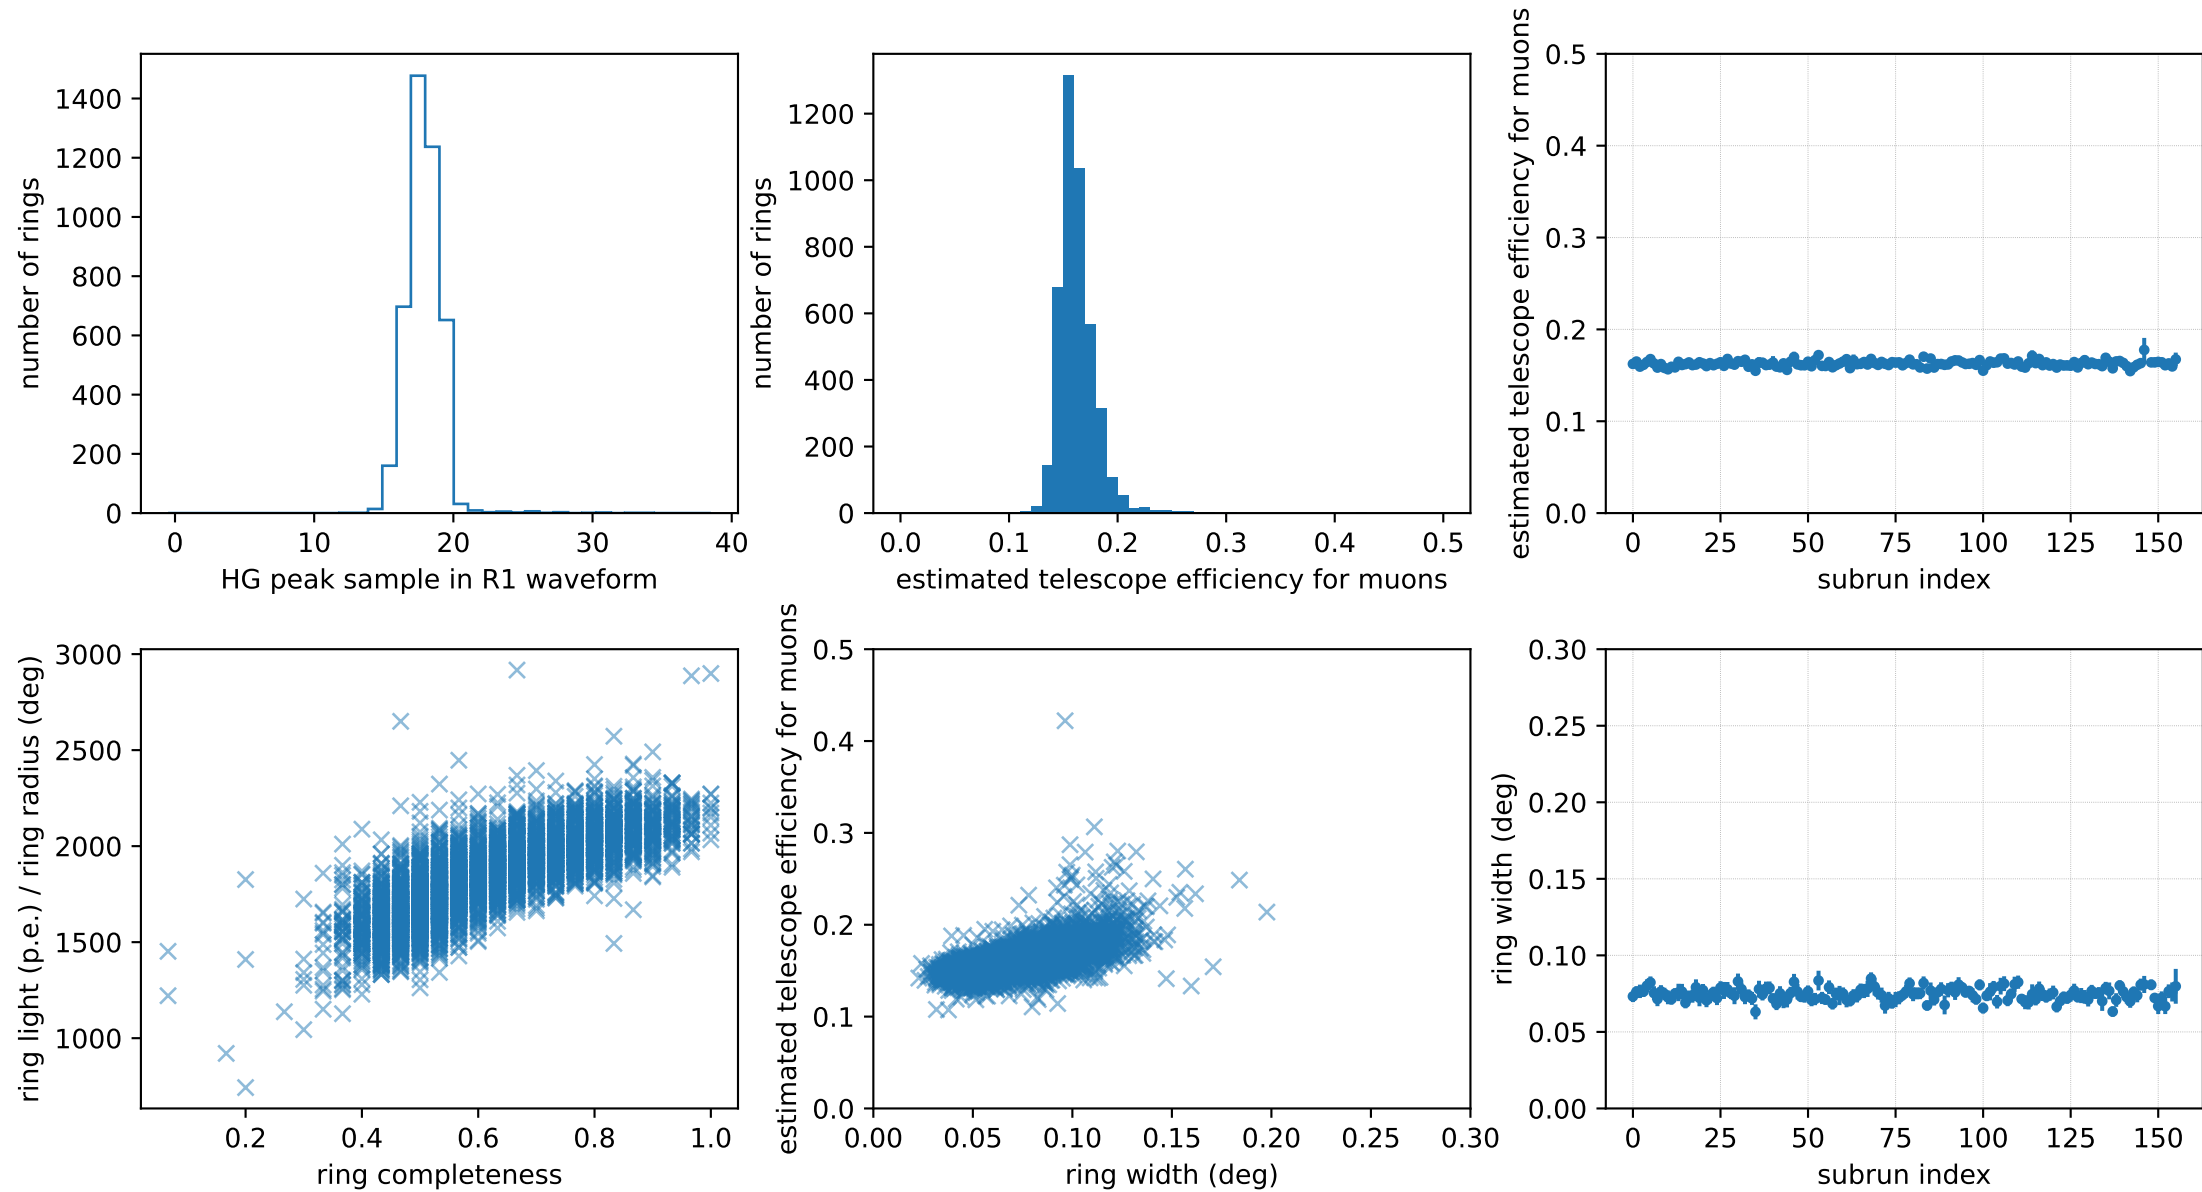 1400
1200
1000
800
600
400
200
0
number of rings
0 10 20 30 40
HG peak sample in R1 waveform
1200
1000
800
600
400
200
0
number of rings
0.0 0.1 0.2 0.3 0.4 0.5
estimated telescope efficiency for muons
0.5
0.4
0.3
0.2
0.1
0.0
estimated telescope efficiency for muons
0 25 50 75 100 125 150
subrun index
3000
2500
2000
1500
1000
ring light (p.e.) / ring radius (deg)
0.2 0.4 0.6 0.8 1.0
ring completeness
0.5
0.4
0.3
0.2
0.1
0.0
estimated telescope efficiency for muons
0.00 0.05 0.10 0.15 0.20 0.25 0.30
ring width (deg)
0.30
0.25
0.20
0.15
0.10
0.05
0.00
ring width (deg)
0 25 50 75 100 125 150
subrun index